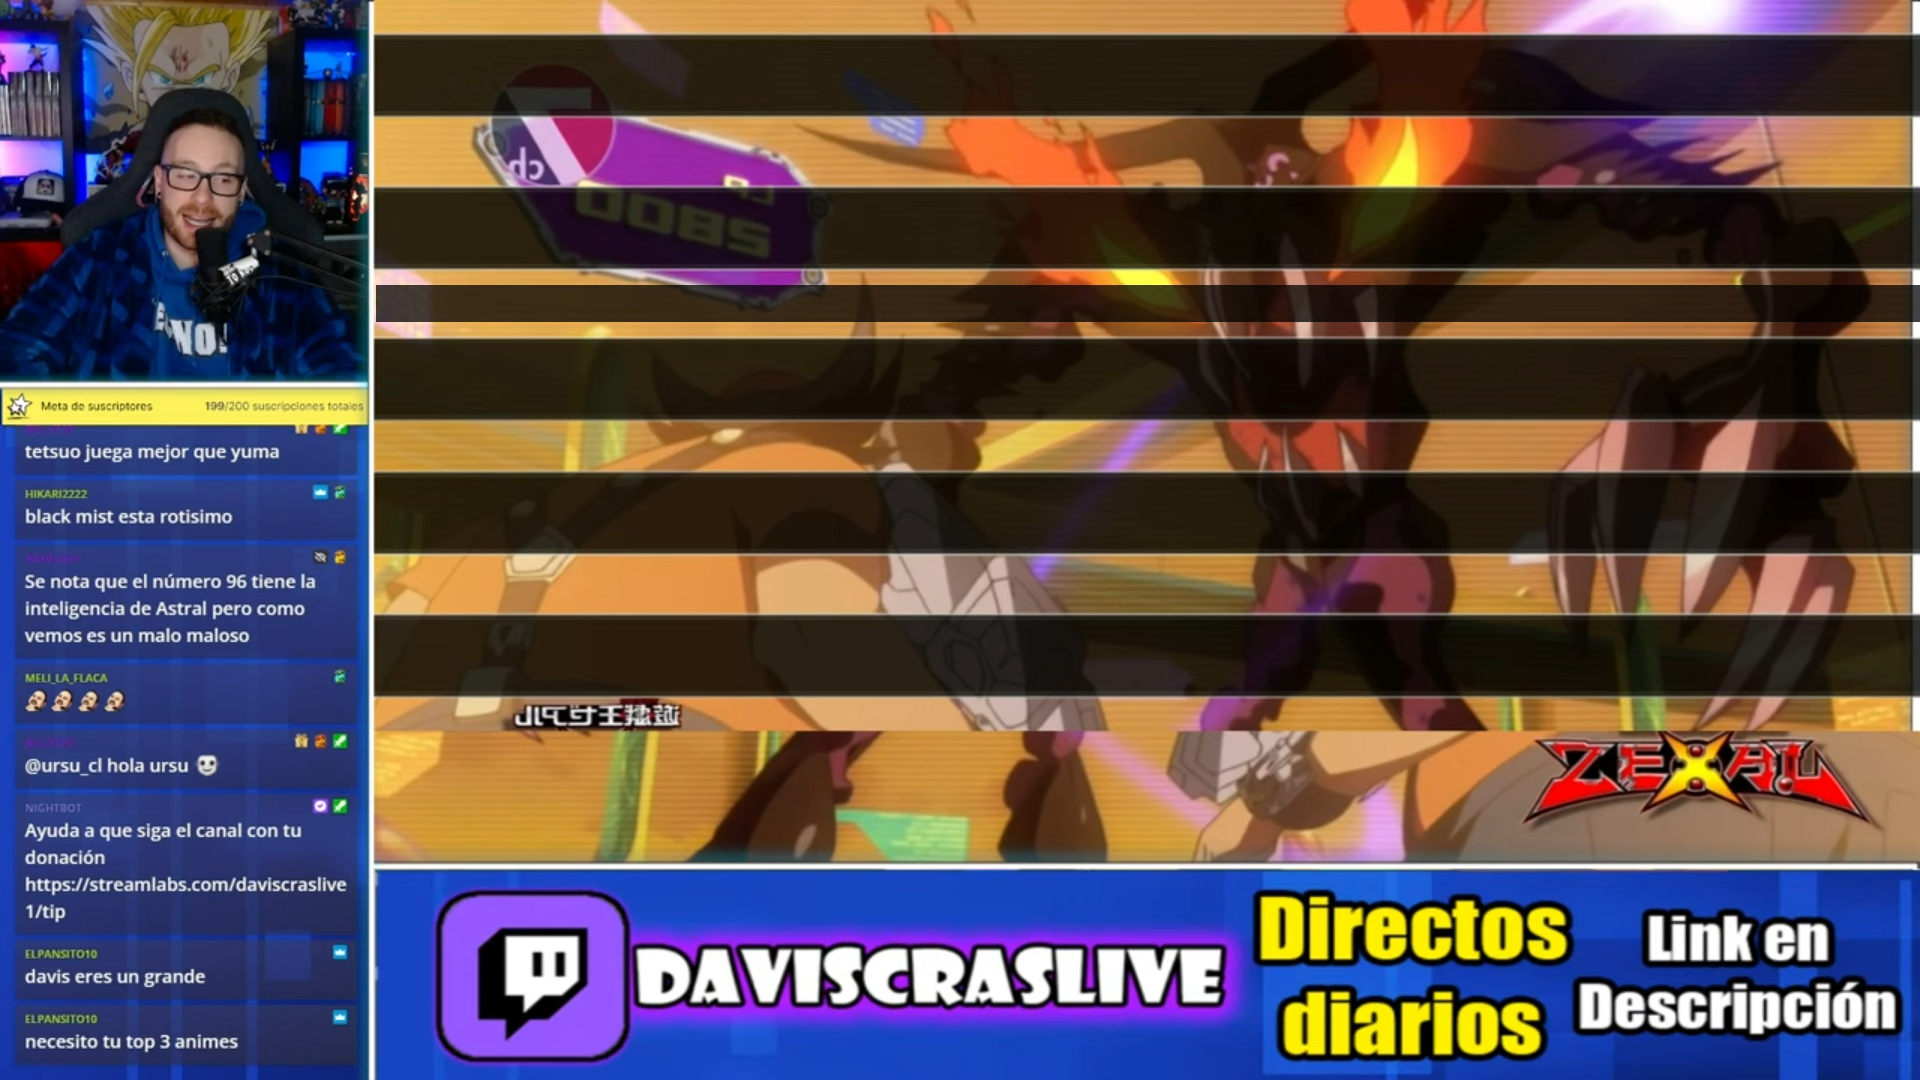 Meta de suscriptores 199/200 suscripciones totales
tetsuo juega mejor que yuma
HIKARI2222
black mist esta rotisimo
Se nota que el número 96 tiene la
inteligencia de Astral pero como
vemos es un malo maloso
MELI_LA_FLACA
@ursu_cl hola ursu
NIGHTBOT
Ayuda a que siga el canal con tu
donación
https://streamlabs.com/daviscraslive
1/tip
ELPANSITO10
davis eres un grande
ELPANSITO10
necesito tu top 3 animes
NO!
ZEXAL
DAVISCRASLIVE
Directos
diarios
Link en
Descripción